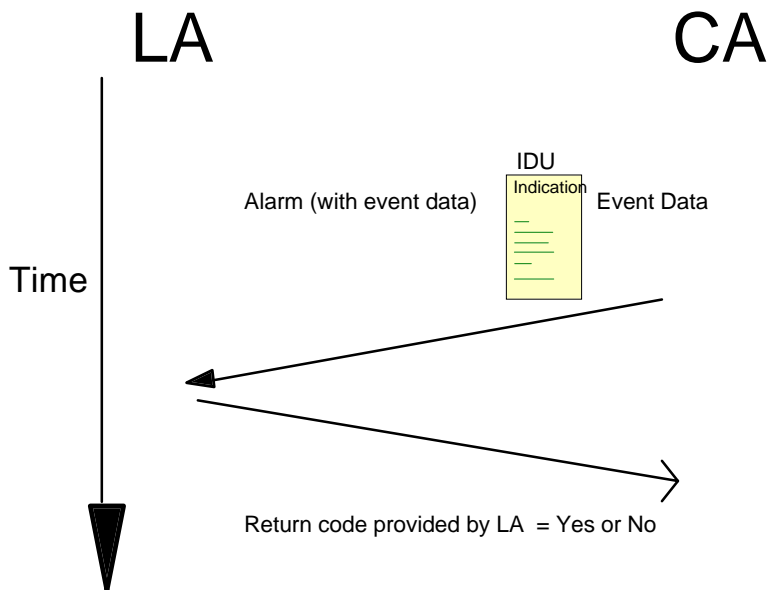 LA
CA
IDU
Indication
Alarm (with event data)
Event Data
Time
Return code provided by LA = Yes or No